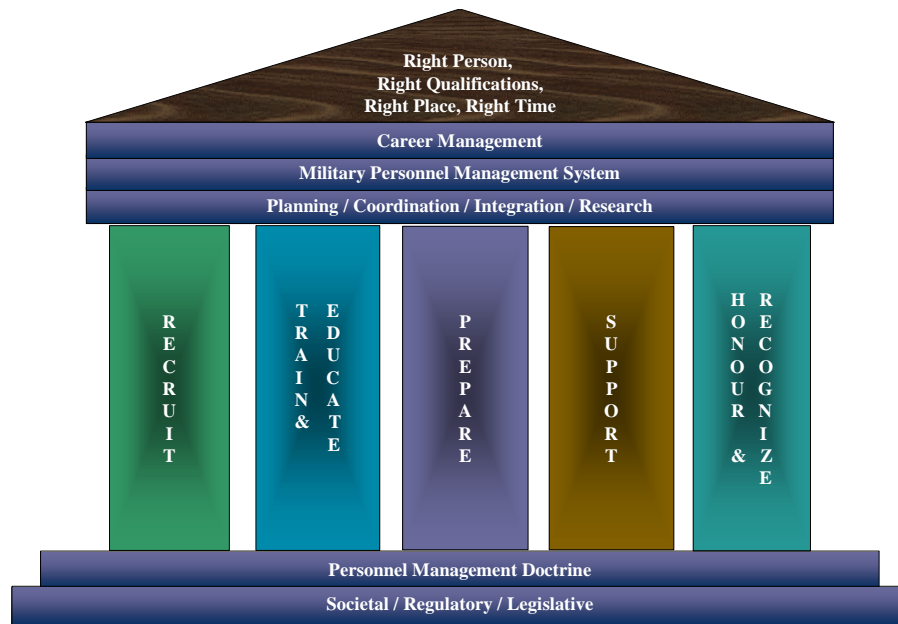 Right Person,
Right Qualifications,
Right Place, Right Time
Career Management
Military Personnel Management System
Planning / Coordination / Integration / Research
RECRUIT
TRAIN&
EDUCATE
PREPARE
SUPPORT
HONOUR &
RECOGNIZE
Personnel Management Doctrine
Societal / Regulatory / Legislative